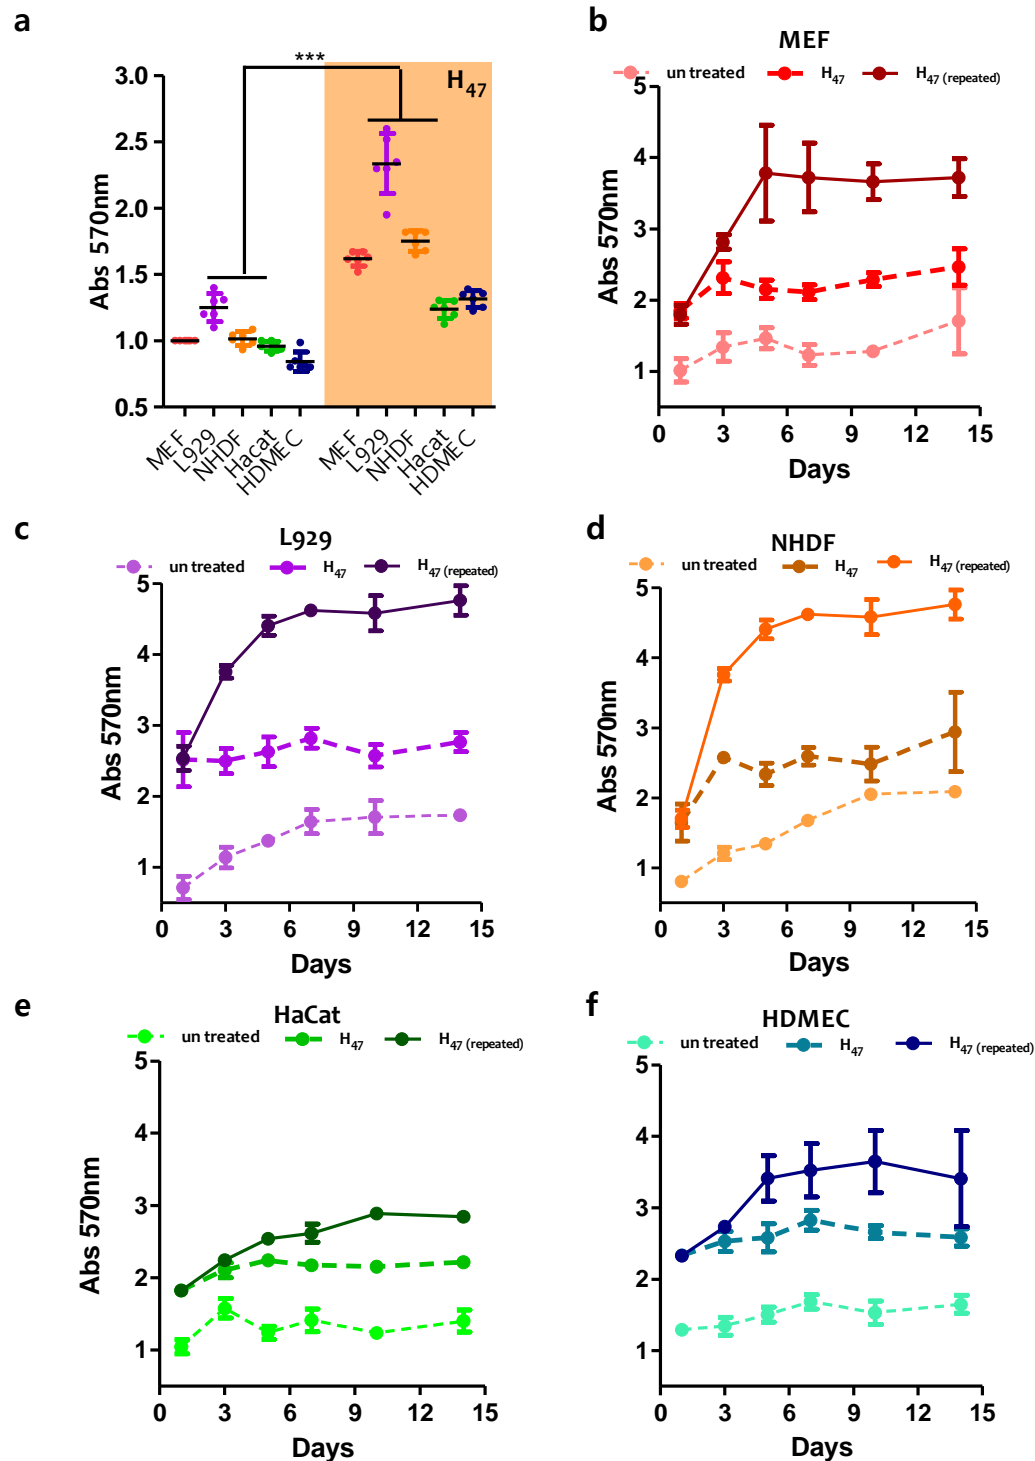 a
***
H47
Abs 570nm
3.0
2.5
2.0
1.5
1.0
0.5
MEF
L929
NHDF
Hacat
HDMEC
MEF
L929
NHDF
Hacat
HDMEC
b
MEF
un treated H47 H47 (repeated)
Abs 570nm
5
4
3
2
1
0 3 6 9 12 15
Days
c
L929
un treated H47 H47 (repeated)
Abs 570nm
5
4
3
2
1
0 3 6 9 12 15
Days
d
NHDF
un treated H47 H47 (repeated)
Abs 570nm
5
4
3
2
1
0 3 6 9 12 15
Days
e
HaCat
un treated H47 H47 (repeated)
Abs 570nm
5
4
3
2
1
0 3 6 9 12 15
Days
f
HDMEC
un treated H47 H47 (repeated)
Abs 570nm
5
4
3
2
1
0 3 6 9 12 15
Days